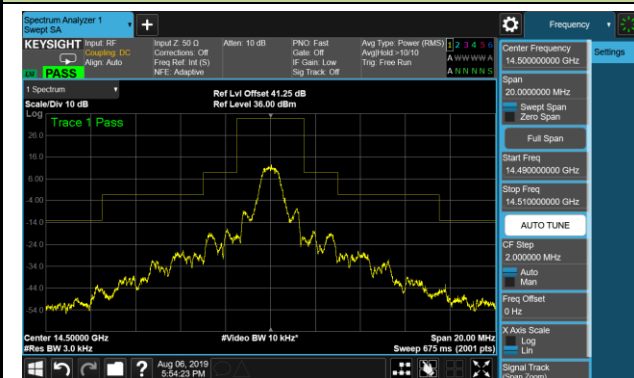 Spectrum Analyzer 1
Swept SA
+
Frequency
KEYSIGHT
Input: RF
Coupling: DC
Align: Auto
Input Z: 50 Ω
Corrections: Off
Freq Ref: Int (S)
NFE: Adaptive
Atten: 10 dB
PNO: Fast
Gate: Off
IF Gain: Low
Sig Track: Off
Avg Type: Power (RMS)
Avg|Hold:>10/10
Trig: Free Run
1 2 3 4 5 6
A W W W W A
A N N N N S
PASS
1 Spectrum
Scale/Div 10 dB
Log
Ref Lvl Offset 41.25 dB
Ref Level 36.00 dBm
Trace 1 Pass
26.0
16.0
6.00
-4.00
-14.0
-24.0
-34.0
-44.0
-54.0
Center 14.50000 GHz
#Res BW 3.0 kHz
#Video BW 10 kHz*
Span 20.00 MHz
Sweep 675 ms (2001 pts)
?
Aug 06, 2019
5:54:23 PM
Center Frequency
14.500000000 GHz
Settings
Span
20.0000000 MHz
Swept Span
Zero Span
Full Span
Start Freq
14.490000000 GHz
Stop Freq
14.510000000 GHz
AUTO TUNE
CF Step
2.000000 MHz
Auto
Man
Freq Offset
0 Hz
X Axis Scale
Log
Lin
Signal Track
(Span Zoom)